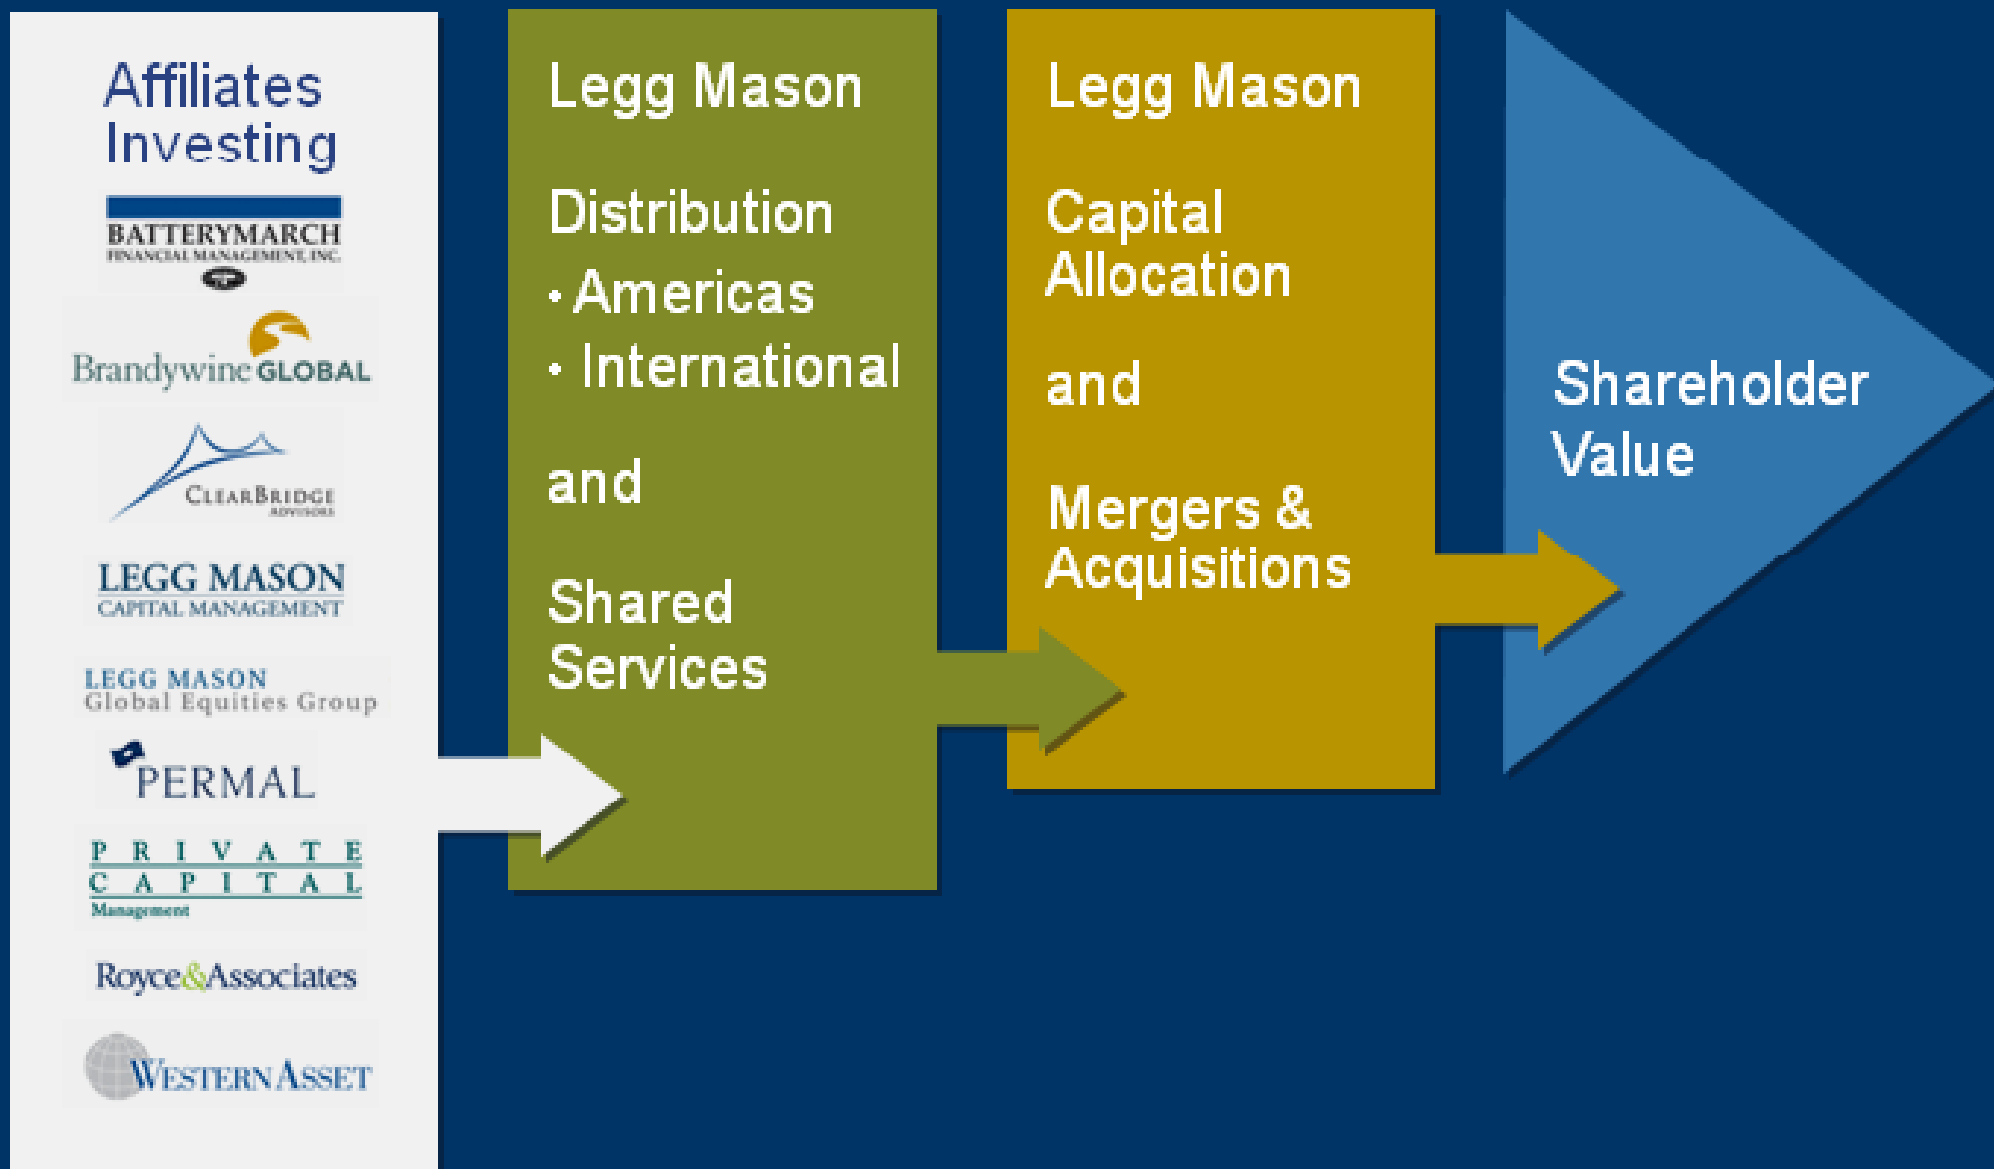 Affiliates
Investing
BATTERYMARCH
FINANCIAL MANAGEMENT, INC.
Brandywine GLOBAL
CLEARBRIDGE
ADVISORS
LEGG MASON
CAPITAL MANAGEMENT
LEGG MASON
Global Equities Group
PERMAL
PRIVATE
CAPITAL
Management
Royce&Associates
WESTERN ASSET
Legg Mason
Distribution
• Americas
• International
and
Shared
Services
Legg Mason
Capital
Allocation
and
Mergers &
Acquisitions
Shareholder
Value